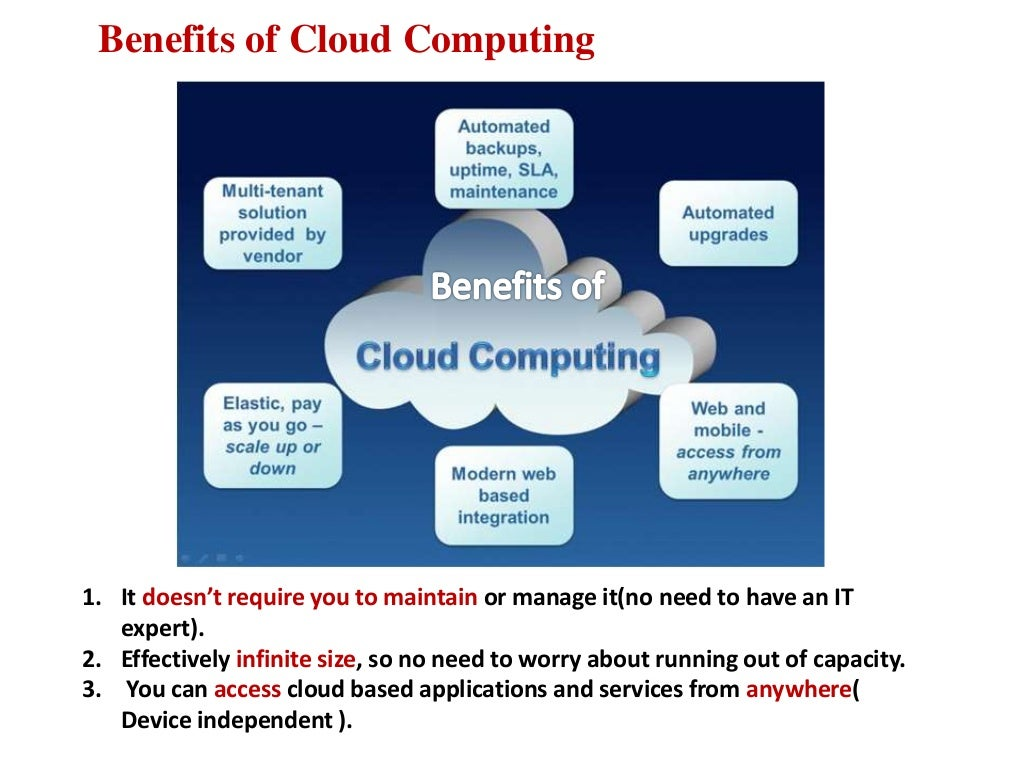 Benefits of Cloud Computing
Automated
backups,
uptime, SLA,
maintenance
Multi-tenant
solution
provided by
vendor
Automated
upgrades
Benefits of
Cloud Computing
Elastic, pay
as you go –
scale up or
down
Web and
mobile -
access from
anywhere
Modern web
based
integration
1. It doesn’t require you to maintain or manage it(no need to have an IT
expert).
2. Effectively infinite size, so no need to worry about running out of capacity.
3. You can access cloud based applications and services from anywhere(
Device independent ).